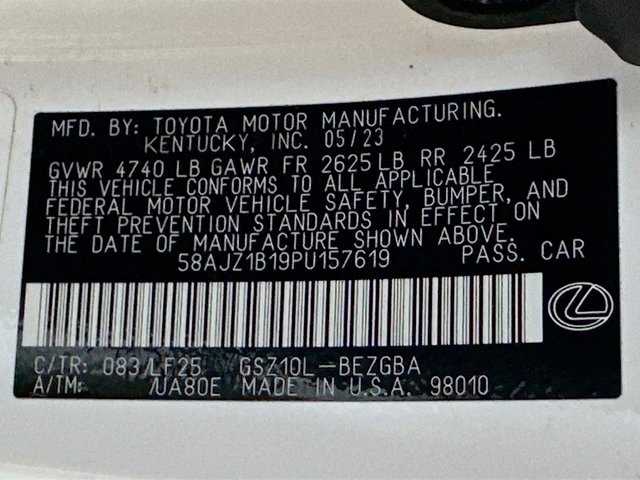 MFD. BY: TOYOTA MOTOR MANUFACTURING.
KENTUCKY, INC. 05/23
GVWR 4740 LB GAWR FR 2625 LB RR 2425 LB
THIS VEHICLE CONFORMS TO ALL APPLICABLE
FEDERAL MOTOR VEHICLE SAFETY, BUMPER, AND
THEFT PREVENTION STANDARDS IN EFFECT ON
THE DATE OF MANUFACTURE SHOWN ABOVE.
58AJZ1B19PU157619 PASS. CAR
C/TR: 083/LF25 GSZ10L-BEZGBA
A/TM: /UA80E MADE IN U.S.A. 98010